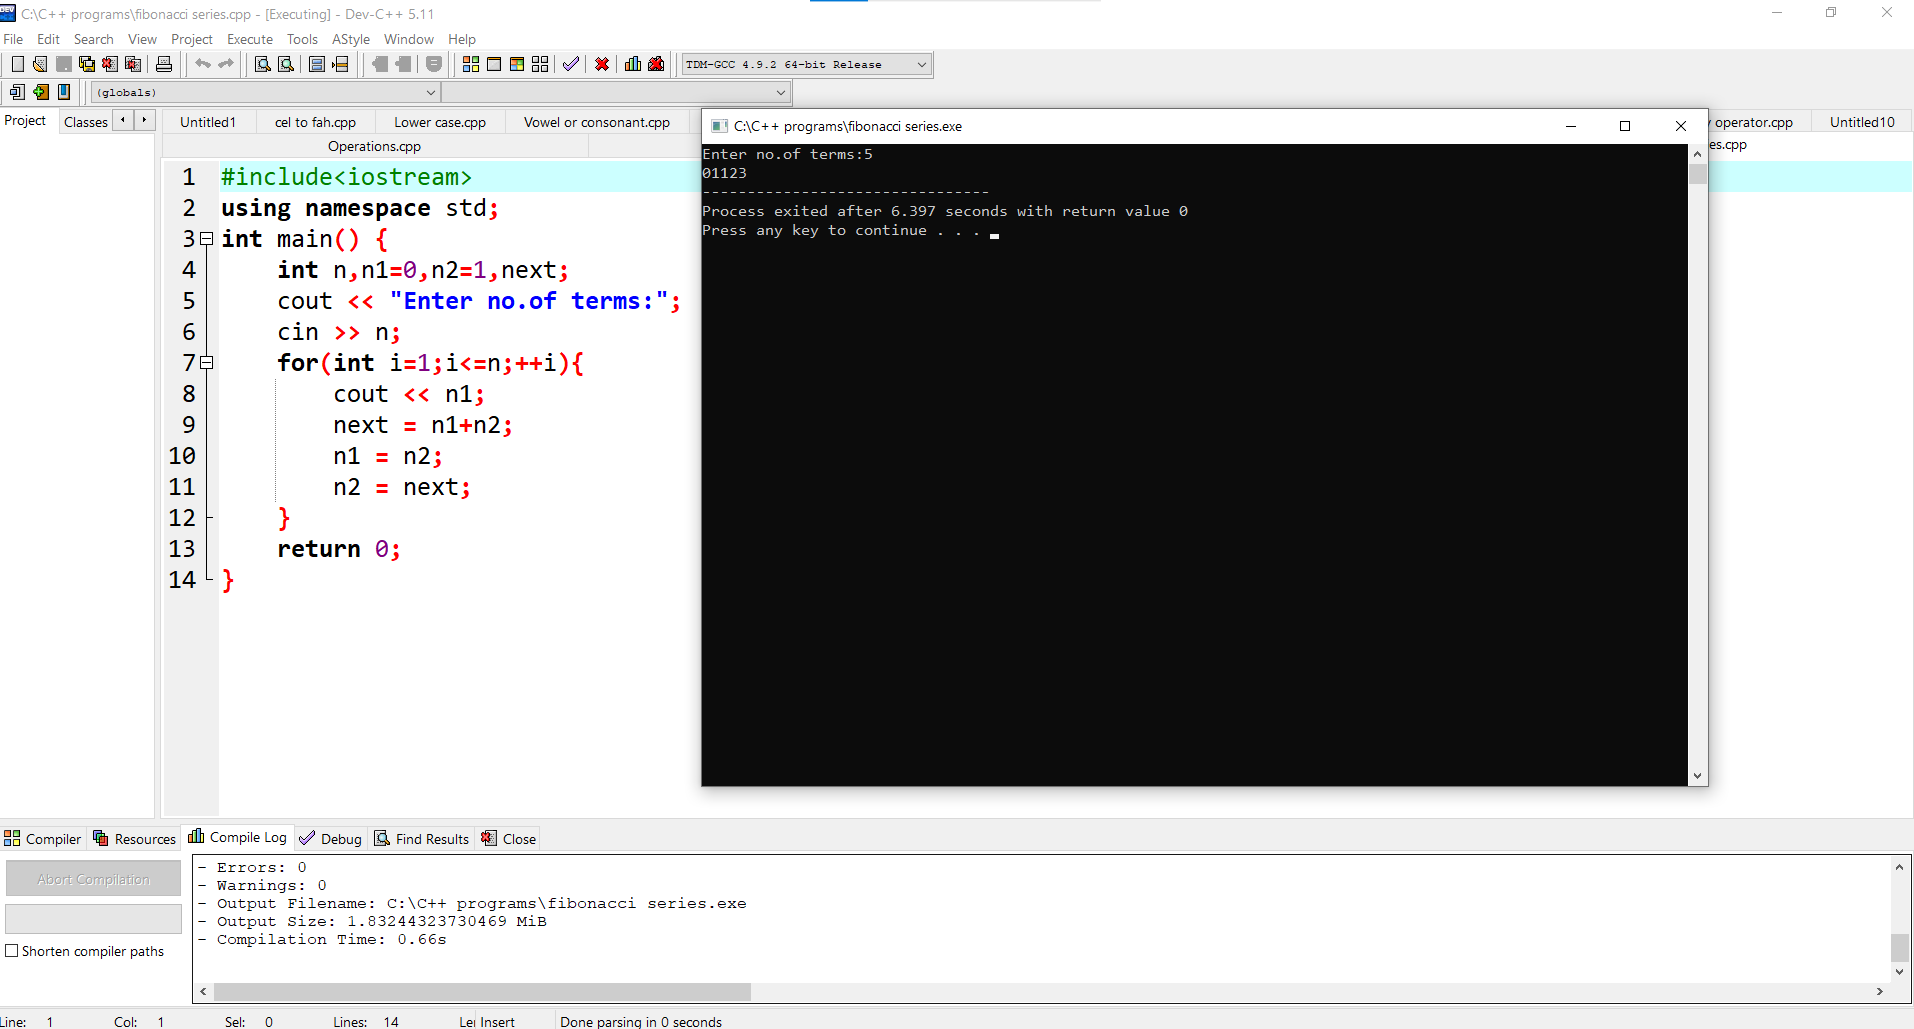 C:\C++ programs\fibonacci series.cpp - [Executing] - Dev-C++ 5.11
File Edit Search View Project Execute Tools AStyle Window Help
TDM-GCC 4.9.2 64-bit Release
(globals)
Project Classes Untitled1 cel to fah.cpp Lower case.cpp Vowel or consonant.cpp operator.cpp Untitled10
Operations.cpp es.cpp
1 #include<iostream>
2 using namespace std;
3 int main() {
4 int n,n1=0,n2=1,next;
5 cout << "Enter no.of terms:";
6 cin >> n;
7 for(int i=1;i<=n;++i){
8 cout << n1;
9 next = n1+n2;
10 n1 = n2;
11 n2 = next;
12 }
13 return 0;
14 }
C:\C++ programs\fibonacci series.exe
Enter no.of terms:5
01123
--------------------------------
Process exited after 6.397 seconds with return value 0
Press any key to continue . . .
Compiler Resources Compile Log Debug Find Results Close
Abort Compilation
Shorten compiler paths
- Errors: 0
- Warnings: 0
- Output Filename: C:\C++ programs\fibonacci series.exe
- Output Size: 1.83244323730469 MiB
- Compilation Time: 0.66s
Line: 1 Col: 1 Sel: 0 Lines: 14 Le Insert Done parsing in 0 seconds